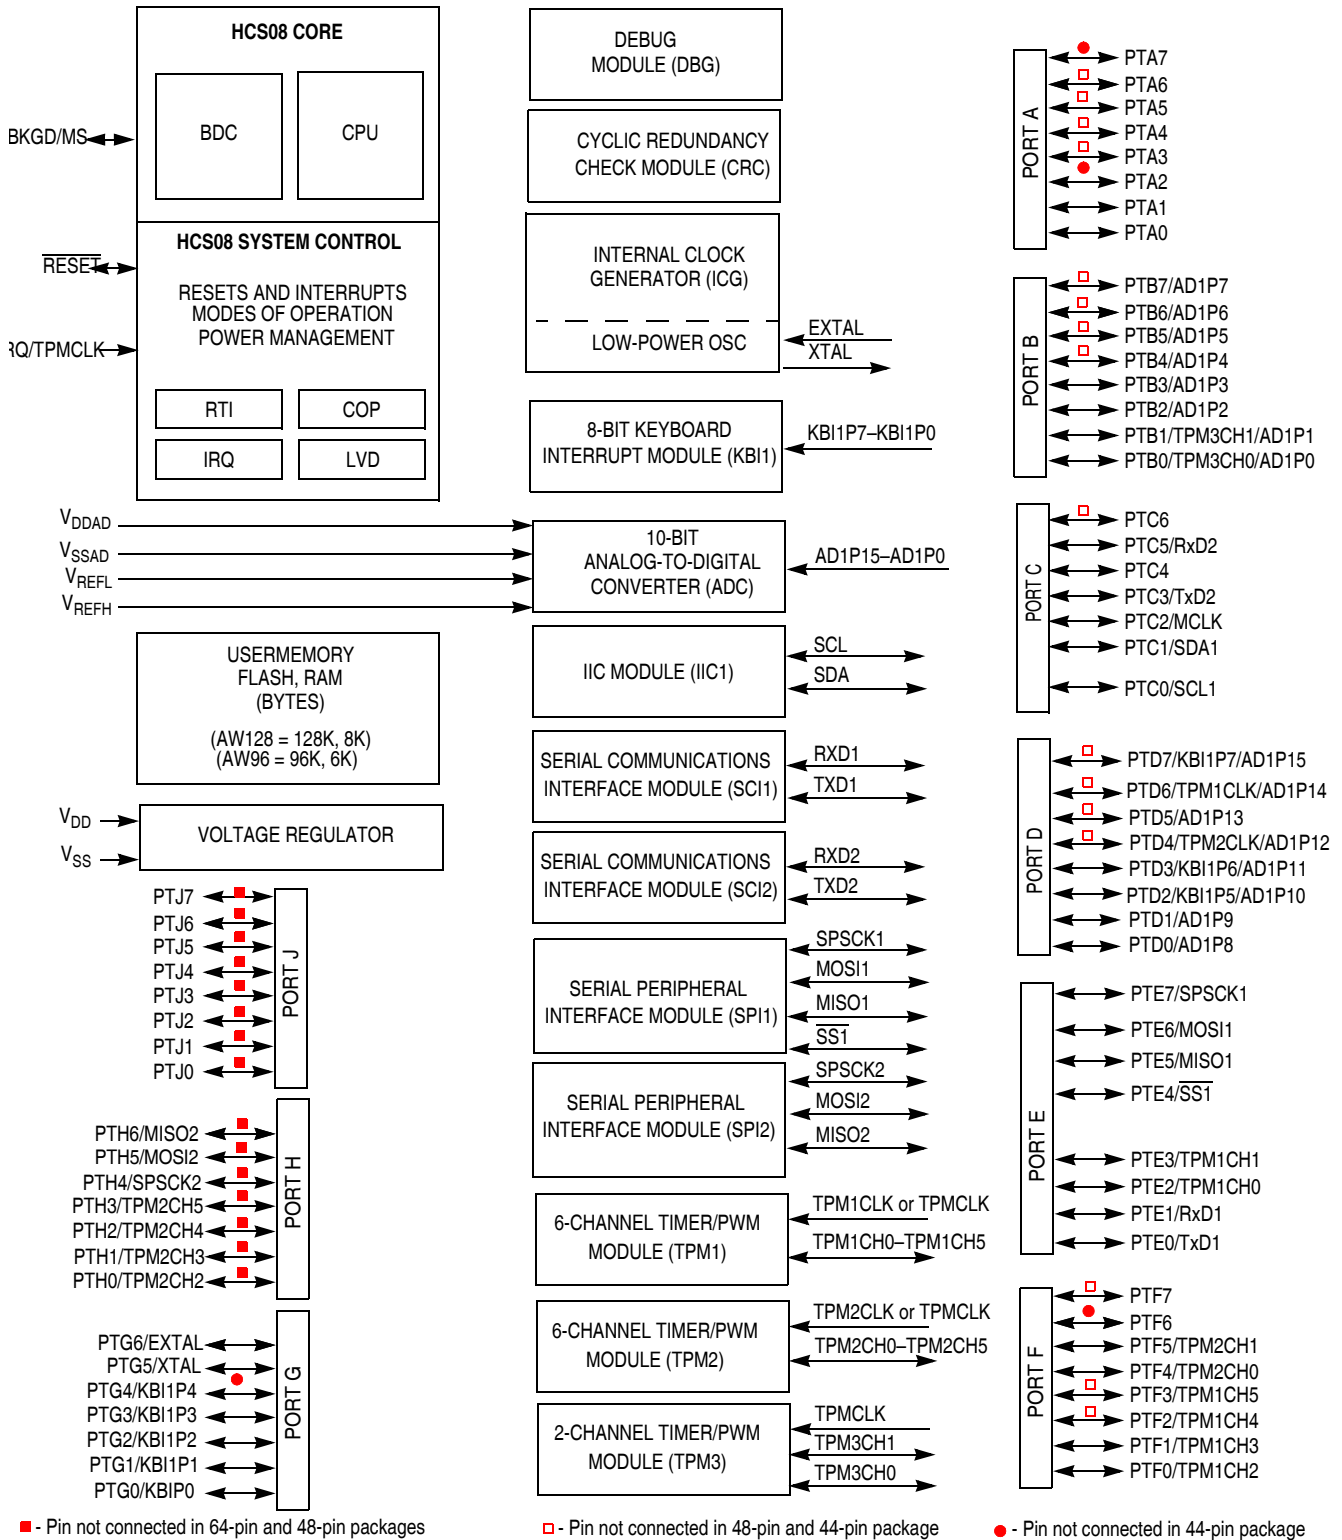 HCS08 CORE
BDC
CPU
BKGD/MS
HCS08 SYSTEM CONTROL
RESET
RESETS AND INTERRUPTS
MODES OF OPERATION
POWER MANAGEMENT
RQ/TPMCLK
RTI
COP
IRQ
LVD
VDDAD
VSSAD
VREFL
VREFH
USERMEMORY
FLASH, RAM
(BYTES)
(AW128 = 128K, 8K)
(AW96 = 96K, 6K)
VDD
VSS
VOLTAGE REGULATOR
PTJ7
PTJ6
PTJ5
PTJ4
PTJ3
PTJ2
PTJ1
PTJ0
PORT J
PTH6/MISO2
PTH5/MOSI2
PTH4/SPSCK2
PTH3/TPM2CH5
PTH2/TPM2CH4
PTH1/TPM2CH3
PTH0/TPM2CH2
PORT H
PTG6/EXTAL
PTG5/XTAL
PTG4/KBI1P4
PTG3/KBI1P3
PTG2/KBI1P2
PTG1/KBI1P1
PTG0/KBIP0
PORT G
DEBUG
MODULE (DBG)
CYCLIC REDUNDANCY
CHECK MODULE (CRC)
INTERNAL CLOCK
GENERATOR (ICG)
LOW-POWER OSC
EXTAL
XTAL
8-BIT KEYBOARD
INTERRUPT MODULE (KBI1)
KBI1P7–KBI1P0
10-BIT
ANALOG-TO-DIGITAL
CONVERTER (ADC)
AD1P15–AD1P0
IIC MODULE (IIC1)
SCL
SDA
SERIAL COMMUNICATIONS
INTERFACE MODULE (SCI1)
RXD1
TXD1
SERIAL COMMUNICATIONS
INTERFACE MODULE (SCI2)
RXD2
TXD2
SERIAL PERIPHERAL
INTERFACE MODULE (SPI1)
SPSCK1
MOSI1
MISO1
SS1
SERIAL PERIPHERAL
INTERFACE MODULE (SPI2)
SPSCK2
MOSI2
MISO2
6-CHANNEL TIMER/PWM
MODULE (TPM1)
TPM1CLK or TPMCLK
TPM1CH0–TPM1CH5
6-CHANNEL TIMER/PWM
MODULE (TPM2)
TPM2CLK or TPMCLK
TPM2CH0–TPM2CH5
2-CHANNEL TIMER/PWM
MODULE (TPM3)
TPMCLK
TPM3CH1
TPM3CH0
PORT A
PTA7
PTA6
PTA5
PTA4
PTA3
PTA2
PTA1
PTA0
PORT B
PTB7/AD1P7
PTB6/AD1P6
PTB5/AD1P5
PTB4/AD1P4
PTB3/AD1P3
PTB2/AD1P2
PTB1/TPM3CH1/AD1P1
PTB0/TPM3CH0/AD1P0
PORT C
PTC6
PTC5/RxD2
PTC4
PTC3/TxD2
PTC2/MCLK
PTC1/SDA1
PTC0/SCL1
PORT D
PTD7/KBI1P7/AD1P15
PTD6/TPM1CLK/AD1P14
PTD5/AD1P13
PTD4/TPM2CLK/AD1P12
PTD3/KBI1P6/AD1P11
PTD2/KBI1P5/AD1P10
PTD1/AD1P9
PTD0/AD1P8
PORT E
PTE7/SPSCK1
PTE6/MOSI1
PTE5/MISO1
PTE4/SS1
PTE3/TPM1CH1
PTE2/TPM1CH0
PTE1/RxD1
PTE0/TxD1
PORT F
PTF7
PTF6
PTF5/TPM2CH1
PTF4/TPM2CH0
PTF3/TPM1CH5
PTF2/TPM1CH4
PTF1/TPM1CH3
PTF0/TPM1CH2
- Pin not connected in 64-pin and 48-pin packages
- Pin not connected in 48-pin and 44-pin package
- Pin not connected in 44-pin package